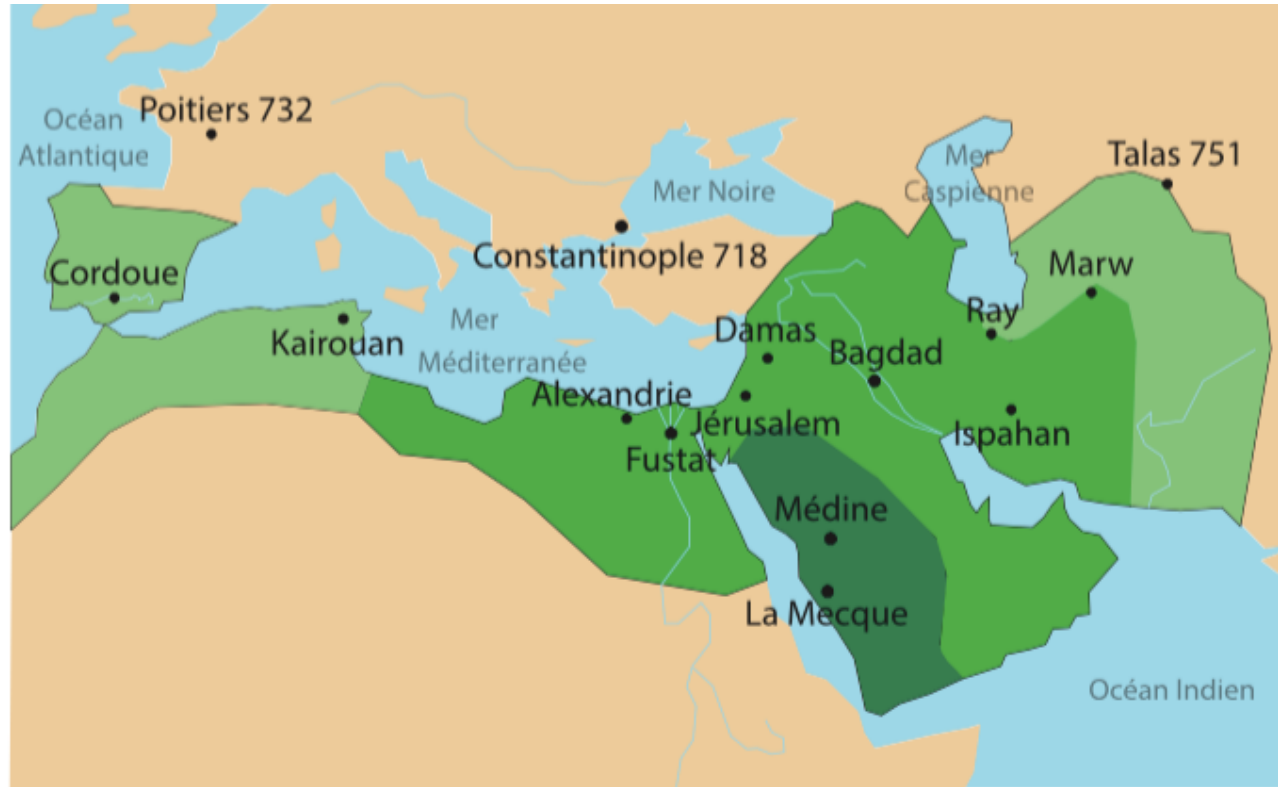 Océan
Atlantique
Poitiers 732
Mer
Caspienne
Talas 751
Mer Noire
Constantinople 718
Cordoue
Marw
Kairouan
Mer
Méditerranée
Damas
Ray
Bagdad
Alexandrie
Jérusalem
Ispahan
Fustat
Médine
La Mecque
Océan Indien